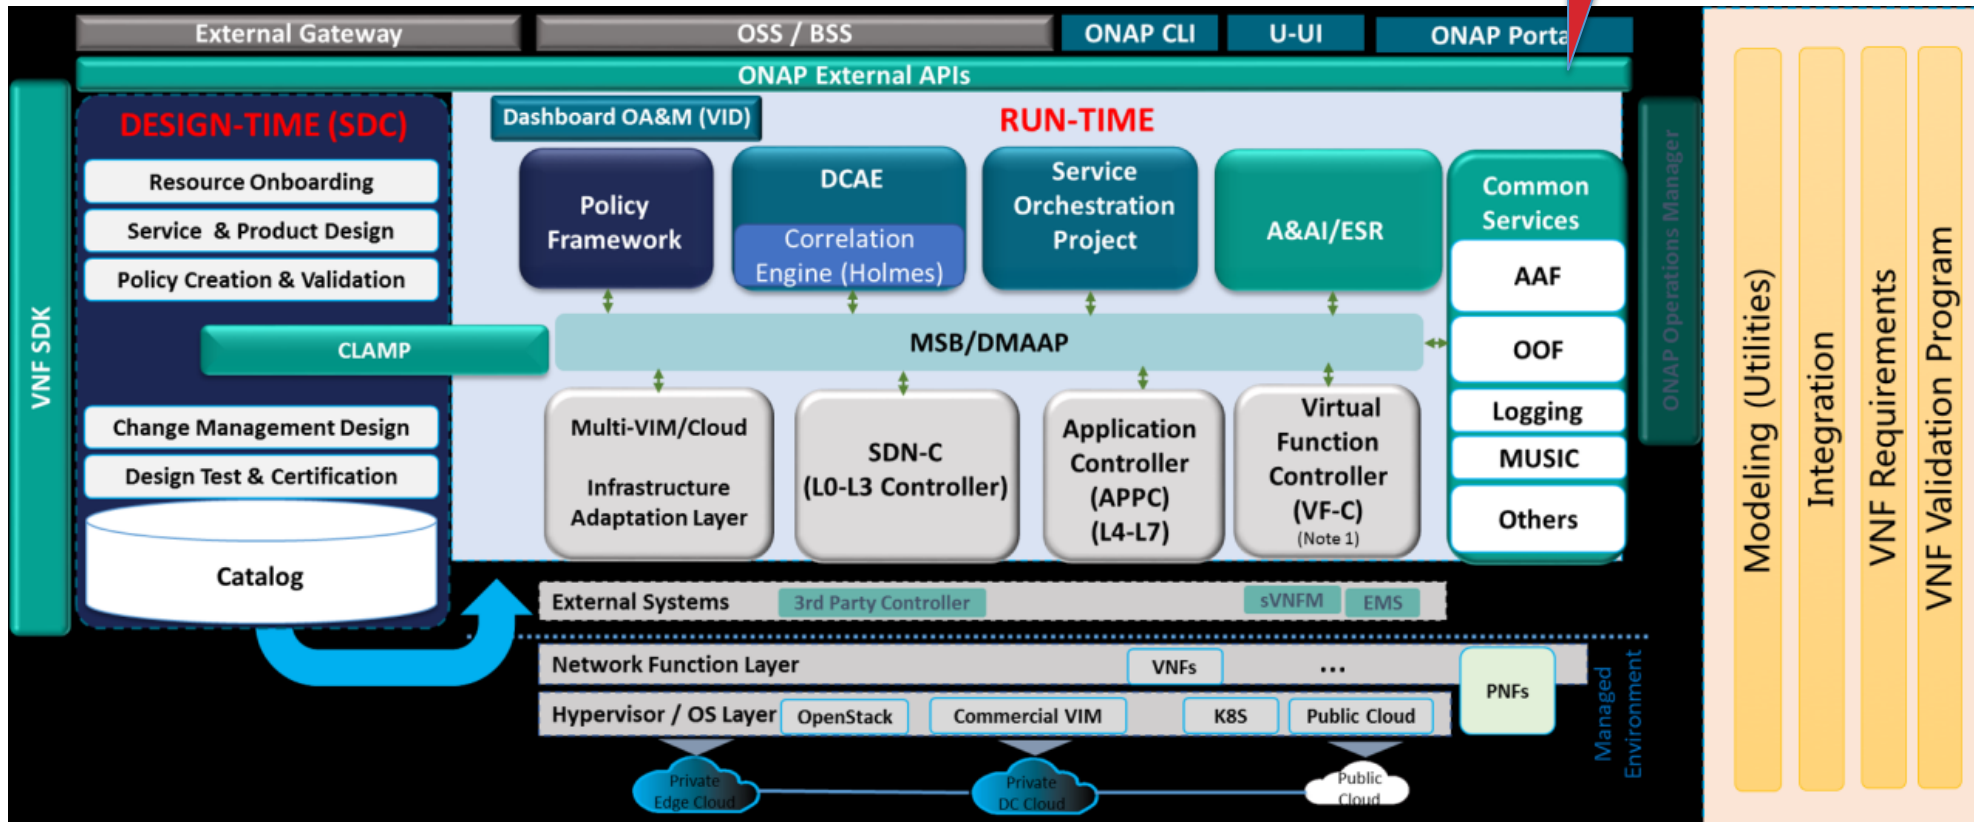 External Gateway
OSS / BSS
ONAP CLI
U-UI
ONAP Porta
ONAP External APIs
VNF SDK
DESIGN-TIME (SDC)
Resource Onboarding
Service & Product Design
Policy Creation & Validation
CLAMP
Change Management Design
Design Test & Certification
Catalog
Dashboard OA&M (VID)
RUN-TIME
Policy
Framework
DCAE
Correlation
Engine (Holmes)
Service
Orchestration
Project
A&AI/ESR
Common
Services
AAF
OOF
Logging
MUSIC
Others
MSB/DMAAP
Multi-VIM/Cloud
Infrastructure
Adaptation Layer
SDN-C
(L0-L3 Controller)
Application
Controller
(APPC)
(L4-L7)
Virtual
Function
Controller
(VF-C)
(Note 1)
ONAP Operations Manager
External Systems
3rd Party Controller
sVNFM
EMS
Network Function Layer
VNFs
...
PNFs
Hypervisor / OS Layer
OpenStack
Commercial VIM
K8S
Public Cloud
Managed
Environment
Private
Edge Cloud
Private
DC Cloud
Public
Cloud
Modeling (Utilities)
Integration
VNF Requirements
VNF Validation Program